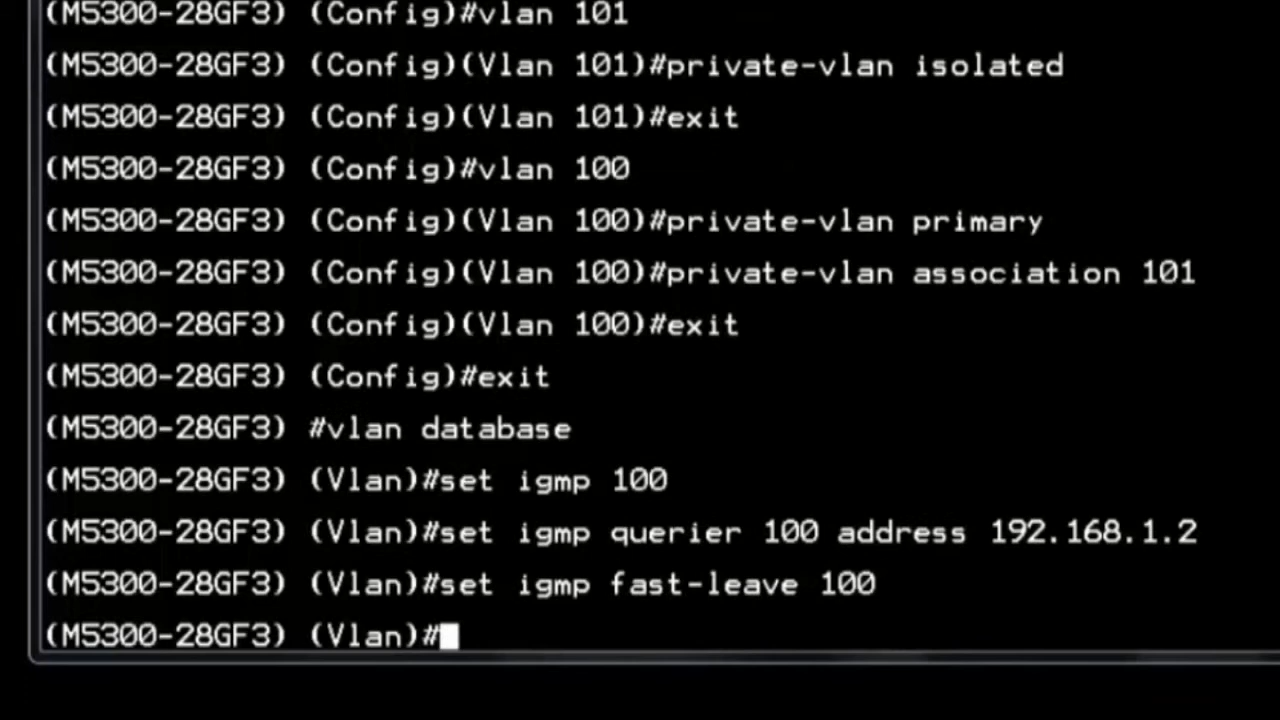 (M5300-28GF3) (Config)#vlan 101
(M5300-28GF3) (Config)(Vlan 101)#private-vlan isolated
(M5300-28GF3) (Config)(Vlan 101)#exit
(M5300-28GF3) (Config)#vlan 100
(M5300-28GF3) (Config)(Vlan 100)#private-vlan primary
(M5300-28GF3) (Config)(Vlan 100)#private-vlan association 101
(M5300-28GF3) (Config)(Vlan 100)#exit
(M5300-28GF3) (Config)#exit
(M5300-28GF3) #vlan database
(M5300-28GF3) (Vlan)#set igmp 100
(M5300-28GF3) (Vlan)#set igmp querier 100 address 192.168.1.2
(M5300-28GF3) (Vlan)#set igmp fast-leave 100
(M5300-28GF3) (Vlan)#